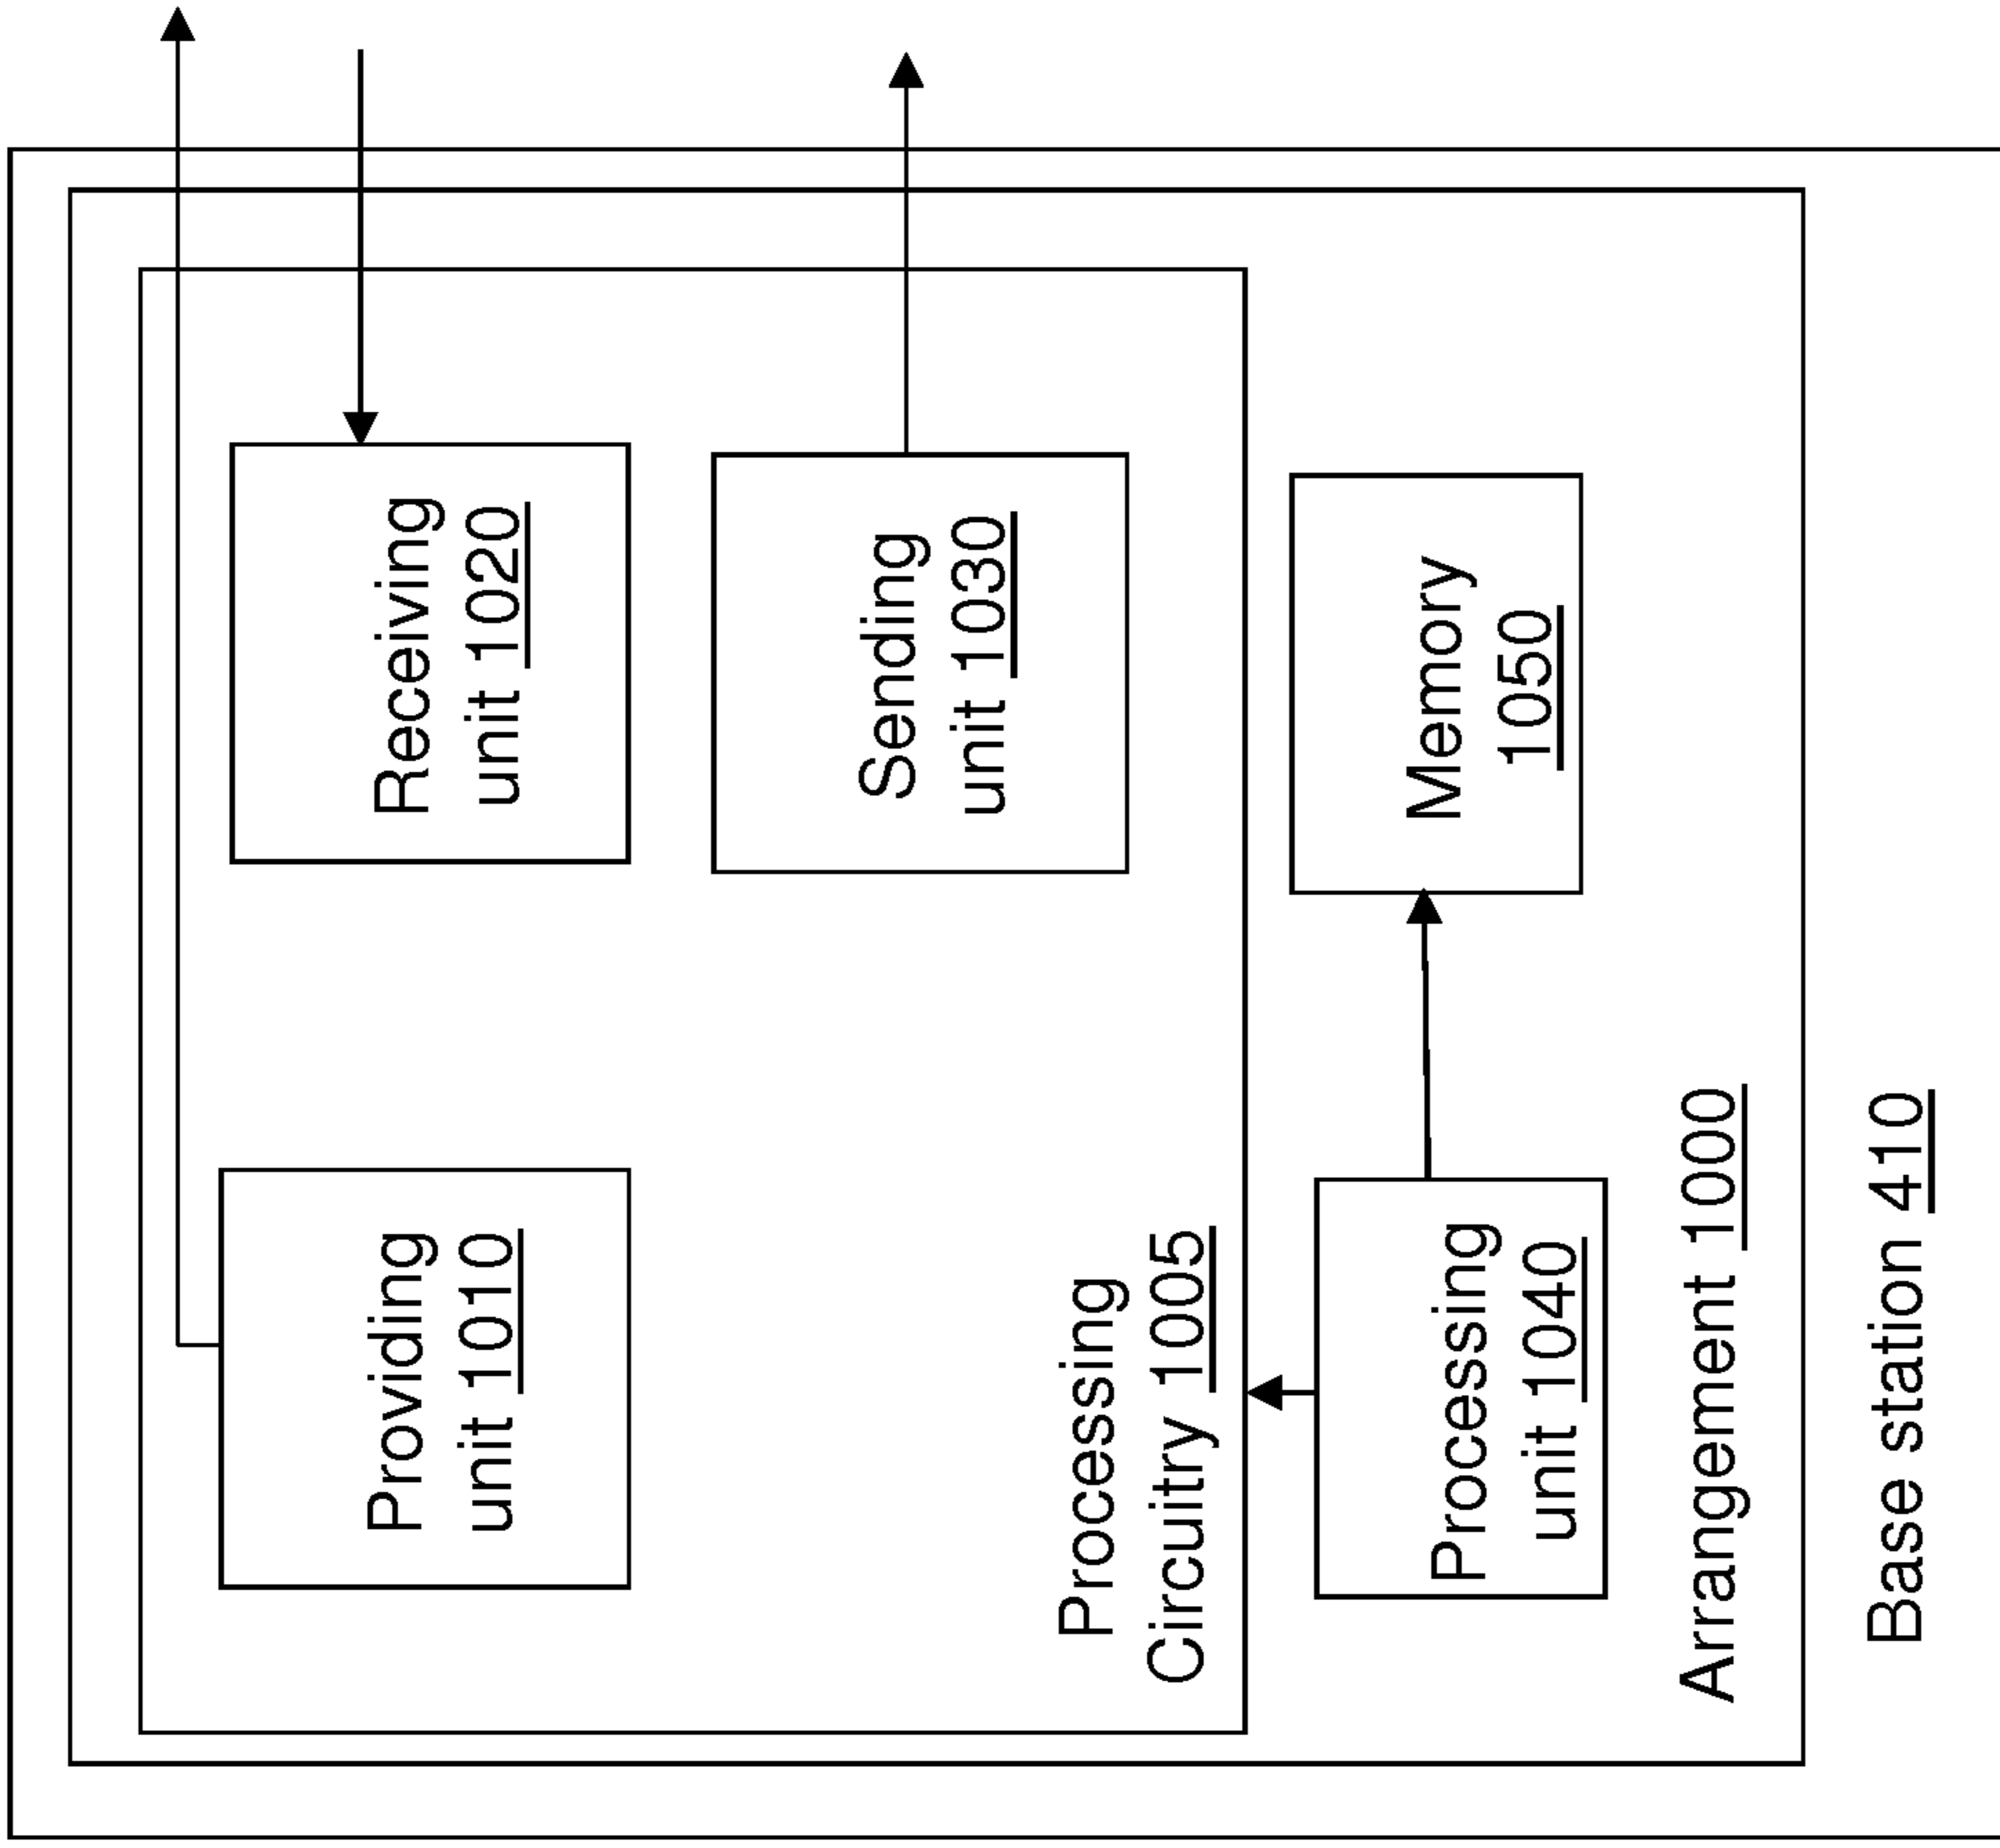 Providing
unit 1010
Receiving
unit 1020
Sending
unit 1030
Processing
Circuitry 1005
Processing
unit 1040
Memory
1050
Arrangement 1000
Base station 410